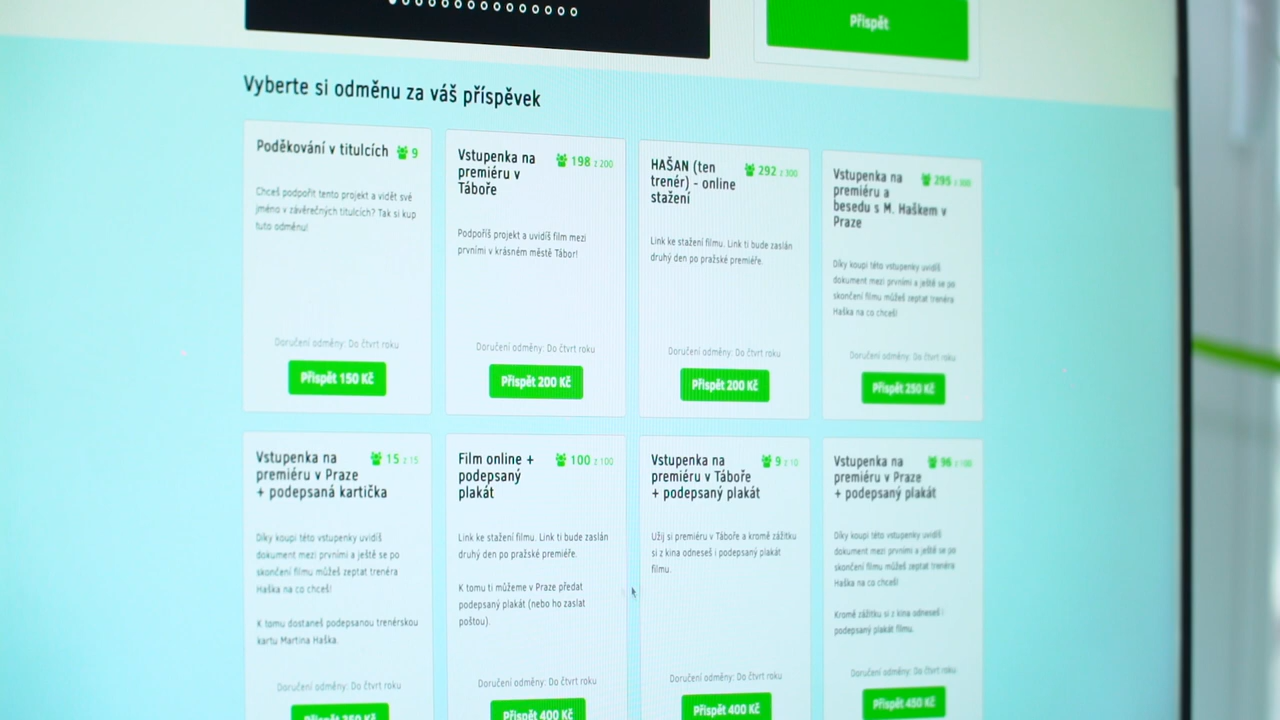 Přispět
Vyberte si odměnu za váš příspěvek
Poděkování v titulcích 9
Chceš podpořit tento projekt a vidět své
jméno v závěrečných titulcích? Tak si kup
tuto odměnu!
Doručení odměny: Do čtvrt roku
Přispět 150 Kč
Vstupenka na 198 z 200
premiéru v
Táboře
Podpoříš projekt a uvidíš film mezi
prvními v krásném městě Tábor!
Doručení odměny: Do čtvrt roku
Přispět 200 Kč
HAŠAN (ten 292 z 300
trenér) - online
stažení
Link ke stažení filmu. Link ti bude zaslán
druhý den po pražské premiéře.
Doručení odměny: Do čtvrt roku
Přispět 200 Kč
Vstupenka na 295 z 300
premiéru a
besedu s M. Haškem v
Praze
Díky koupi této vstupenky uvidíš
dokument mezi prvními a ještě se po
skončení filmu můžeš zeptat trenéra
Haška na co chceš!
Doručení odměny: Do čtvrt roku
Přispět 250 Kč
Vstupenka na 15 z 15
premiéru v Praze
+ podepsaná kartička
Díky koupi této vstupenky uvidíš
dokument mezi prvními a ještě se po
skončení filmu můžeš zeptat trenéra
Haška na co chceš!
K tomu dostaneš podepsanou trenérskou
kartu Martina Haška.
Doručení odměny: Do čtvrt roku
Přispět 350 Kč
Film online + 100 z 100
podepsaný
plakát
Link ke stažení filmu. Link ti bude zaslán
druhý den po pražské premiéře.
K tomu ti můžeme v Praze předat
podepsaný plakát (nebo ho zaslat
poštou).
Doručení odměny: Do čtvrt roku
Přispět 400 Kč
Vstupenka na 9 z 10
premiéru v Táboře
+ podepsaný plakát
Užij si premiéru v Táboře a kromě zážitku
si z kina odneseš i podepsaný plakát
filmu.
Doručení odměny: Do čtvrt roku
Přispět 400 Kč
Vstupenka na 96 z 100
premiéru v Praze
+ podepsaný plakát
Díky koupi této vstupenky uvidíš
dokument mezi prvními a ještě se po
skončení filmu můžeš zeptat trenéra
Haška na co chceš!
Kromě zážitku si z kina odneseš i
podepsaný plakát filmu.
Doručení odměny: Do čtvrt roku
Přispět 450 Kč